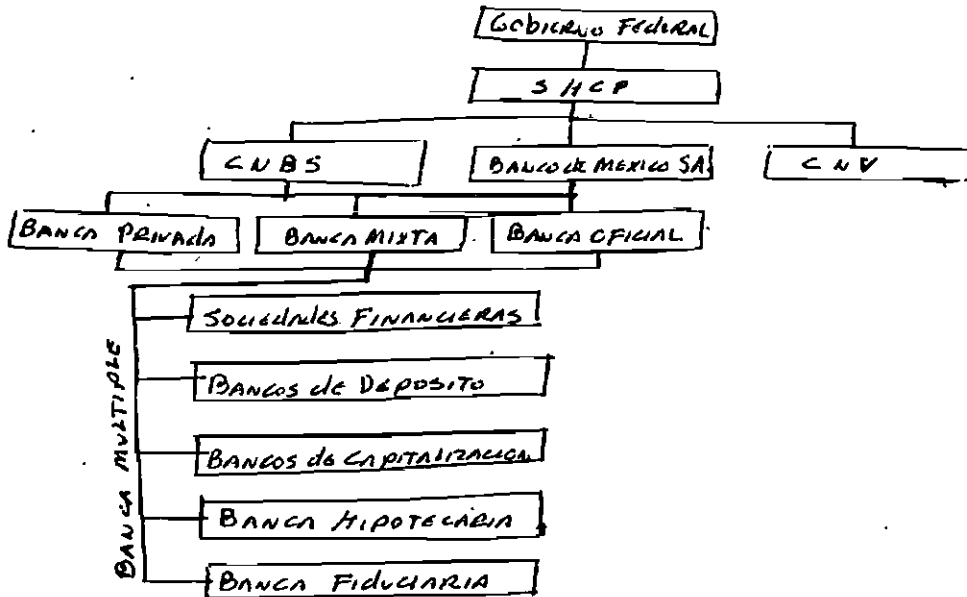 Gobierno Federal
SHCP
CNBS
Banco de Mexico SA
CNV
Banca Privada
Banca Mixta
Banca Oficial
Sociedades Financieras
Bancos de Deposito
Bancos de Capitalizacion
Banca Hipotecaria
Banca Fiduciaria
Banca Multiple